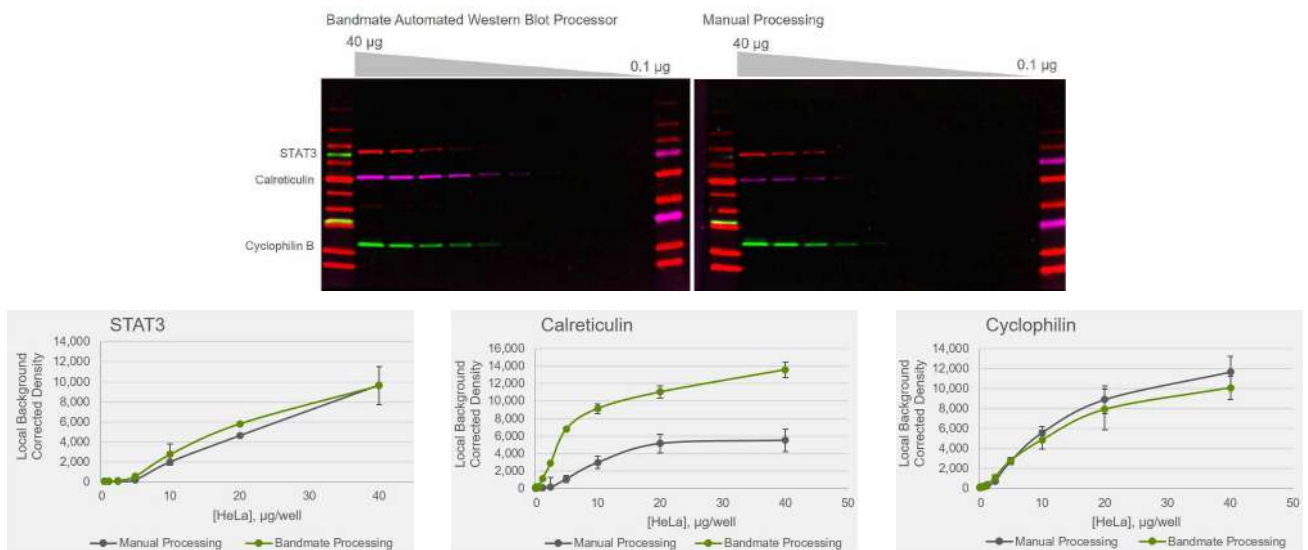 Bandmate Automated Western Blot Processor
Manual Processing
40 µg
0.1 µg
40 µg
0.1 µg
STAT3
Calreticulin
Cyclophilin B
STAT3
Local Background
Corrected Density
14,000
12,000
10,000
8,000
6,000
4,000
2,000
0 10 20 30 40 50
[HeLa], µg/well
Manual Processing Bandmate Processing
Calreticulin
Local Background
Corrected Density
16,000
14,000
12,000
10,000
8,000
6,000
4,000
2,000
0
0 10 20 30 40 50
[HeLa], µg/well
Manual Processing Bandmate Processing
Cyclophilin
Local Background
Corrected Density
14,000
12,000
10,000
8,000
6,000
4,000
2,000
0
0 10 20 30 40 50
[HeLa], µg/well
Manual Processing Bandmate Processing